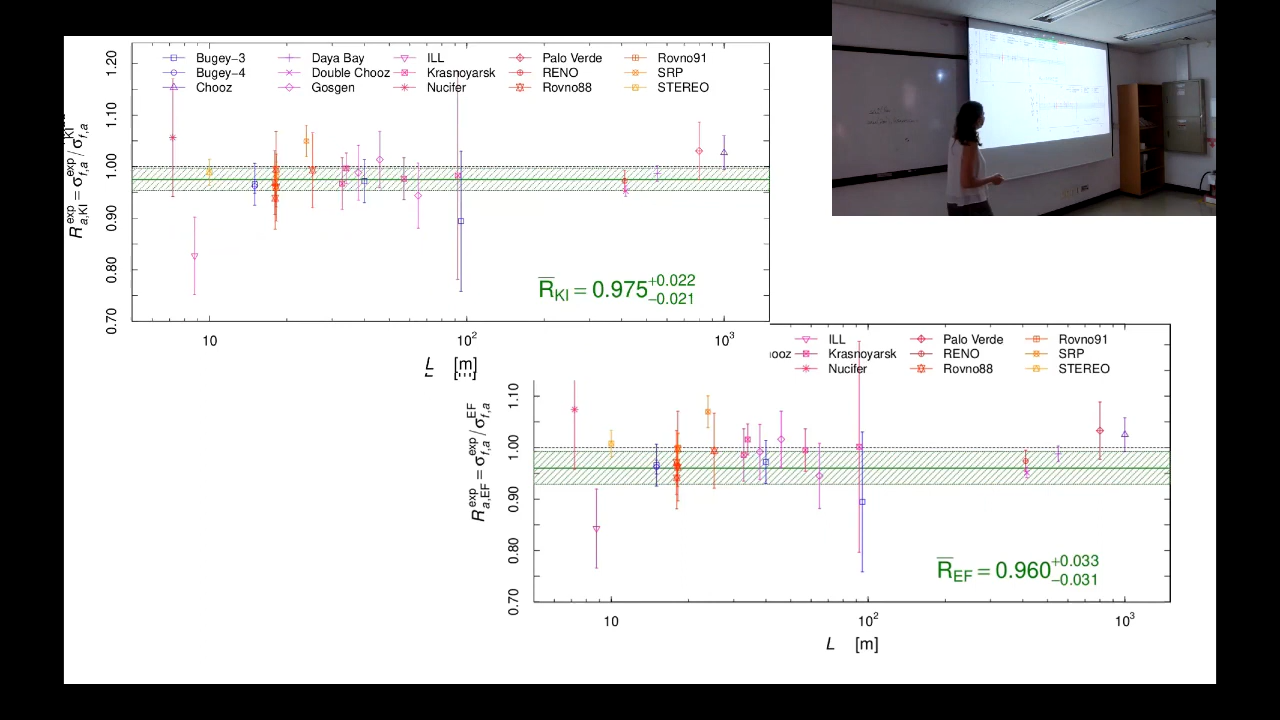 Bugey−3 Daya Bay ILL Palo Verde Rovno91
Bugey−4 Double Chooz Krasnoyarsk RENO SRP
Chooz Gosgen Nucifer Rovno88 STEREO
1.20
1.10
1.00
0.90
0.80
0.70
R^exp_a,KI = σ^exp_f,a / σ^KI_f,a
R̅_KI = 0.975 +0.022 −0.021
10 10² 10³
L [m]
ILL Palo Verde Rovno91
ooz Krasnoyarsk RENO SRP
Nucifer Rovno88 STEREO
1.10
1.00
0.90
0.80
0.70
R^exp_a,EF = σ^exp_f,a / σ^EF_f,a
R̅_EF = 0.960 +0.033 −0.031
10 10² 10³
L [m]